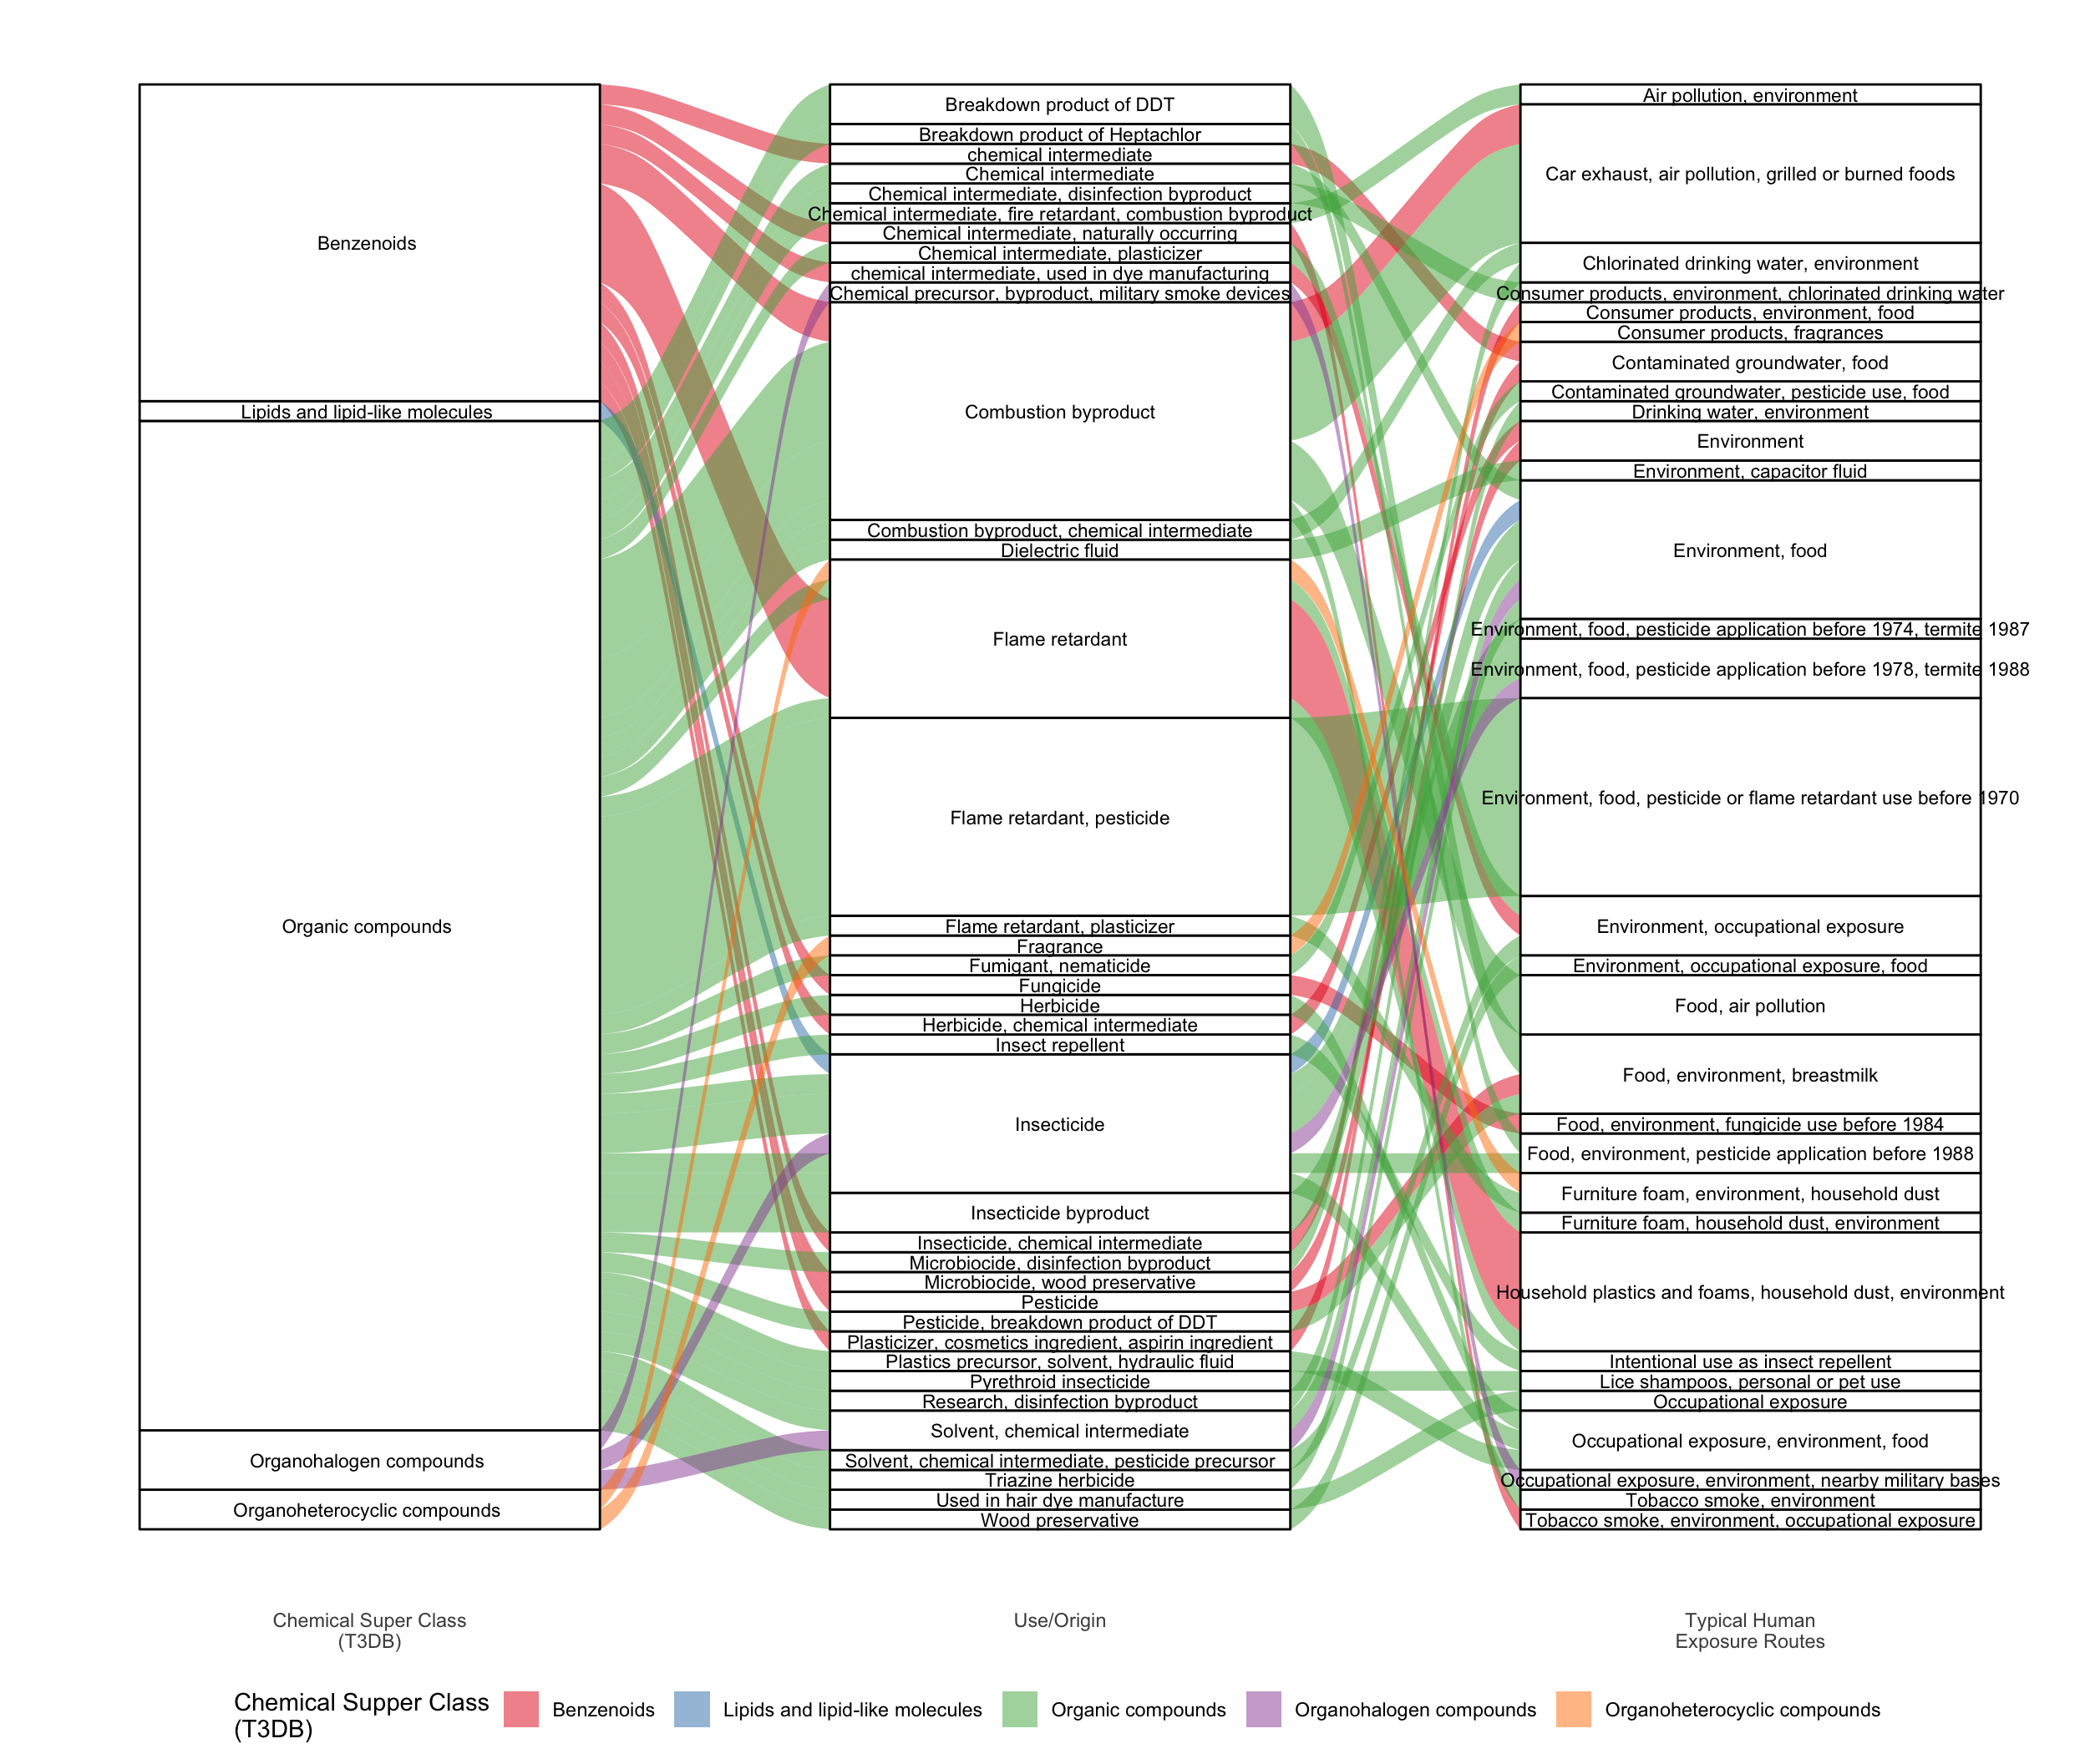 Benzenoids
Lipids and lipid-like molecules
Organic compounds
Organohalogen compounds
Organoheterocyclic compounds
Breakdown product of DDT
Breakdown product of Heptachlor
chemical intermediate
Chemical intermediate
Chemical intermediate, disinfection byproduct
Chemical intermediate, fire retardant, combustion byproduct
Chemical intermediate, naturally occurring
Chemical intermediate, plasticizer
chemical intermediate, used in dye manufacturing
Chemical precursor, byproduct, military smoke devices
Combustion byproduct
Combustion byproduct, chemical intermediate
Dielectric fluid
Flame retardant
Flame retardant, pesticide
Flame retardant, plasticizer
Fragrance
Fumigant, nematicide
Fungicide
Herbicide
Herbicide, chemical intermediate
Insect repellent
Insecticide
Insecticide byproduct
Insecticide, chemical intermediate
Microbiocide, disinfection byproduct
Microbiocide, wood preservative
Pesticide
Pesticide, breakdown product of DDT
Plasticizer, cosmetics ingredient, aspirin ingredient
Plastics precursor, solvent, hydraulic fluid
Pyrethroid insecticide
Research, disinfection byproduct
Solvent, chemical intermediate
Solvent, chemical intermediate, pesticide precursor
Triazine herbicide
Used in hair dye manufacture
Wood preservative
Air pollution, environment
Car exhaust, air pollution, grilled or burned foods
Chlorinated drinking water, environment
Consumer products, environment, chlorinated drinking water
Consumer products, environment, food
Consumer products, fragrances
Contaminated groundwater, food
Contaminated groundwater, pesticide use, food
Drinking water, environment
Environment
Environment, capacitor fluid
Environment, food
Environment, food, pesticide application before 1974, termite 1987
Environment, food, pesticide application before 1978, termite 1988
Environment, food, pesticide or flame retardant use before 1970
Environment, occupational exposure
Environment, occupational exposure, food
Food, air pollution
Food, environment, breastmilk
Food, environment, fungicide use before 1984
Food, environment, pesticide application before 1988
Furniture foam, environment, household dust
Furniture foam, household dust, environment
Household plastics and foams, household dust, environment
Intentional use as insect repellent
Lice shampoos, personal or pet use
Occupational exposure
Occupational exposure, environment, food
Occupational exposure, environment, nearby military bases
Tobacco smoke, environment
Tobacco smoke, environment, occupational exposure
Chemical Super Class
(T3DB)
Use/Origin
Typical Human
Exposure Routes
Chemical Supper Class
(T3DB)
Benzenoids
Lipids and lipid-like molecules
Organic compounds
Organohalogen compounds
Organoheterocyclic compounds